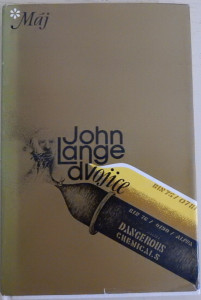 Máj
John
Lange
dvojice
DANGEROUS
CHEMICALS